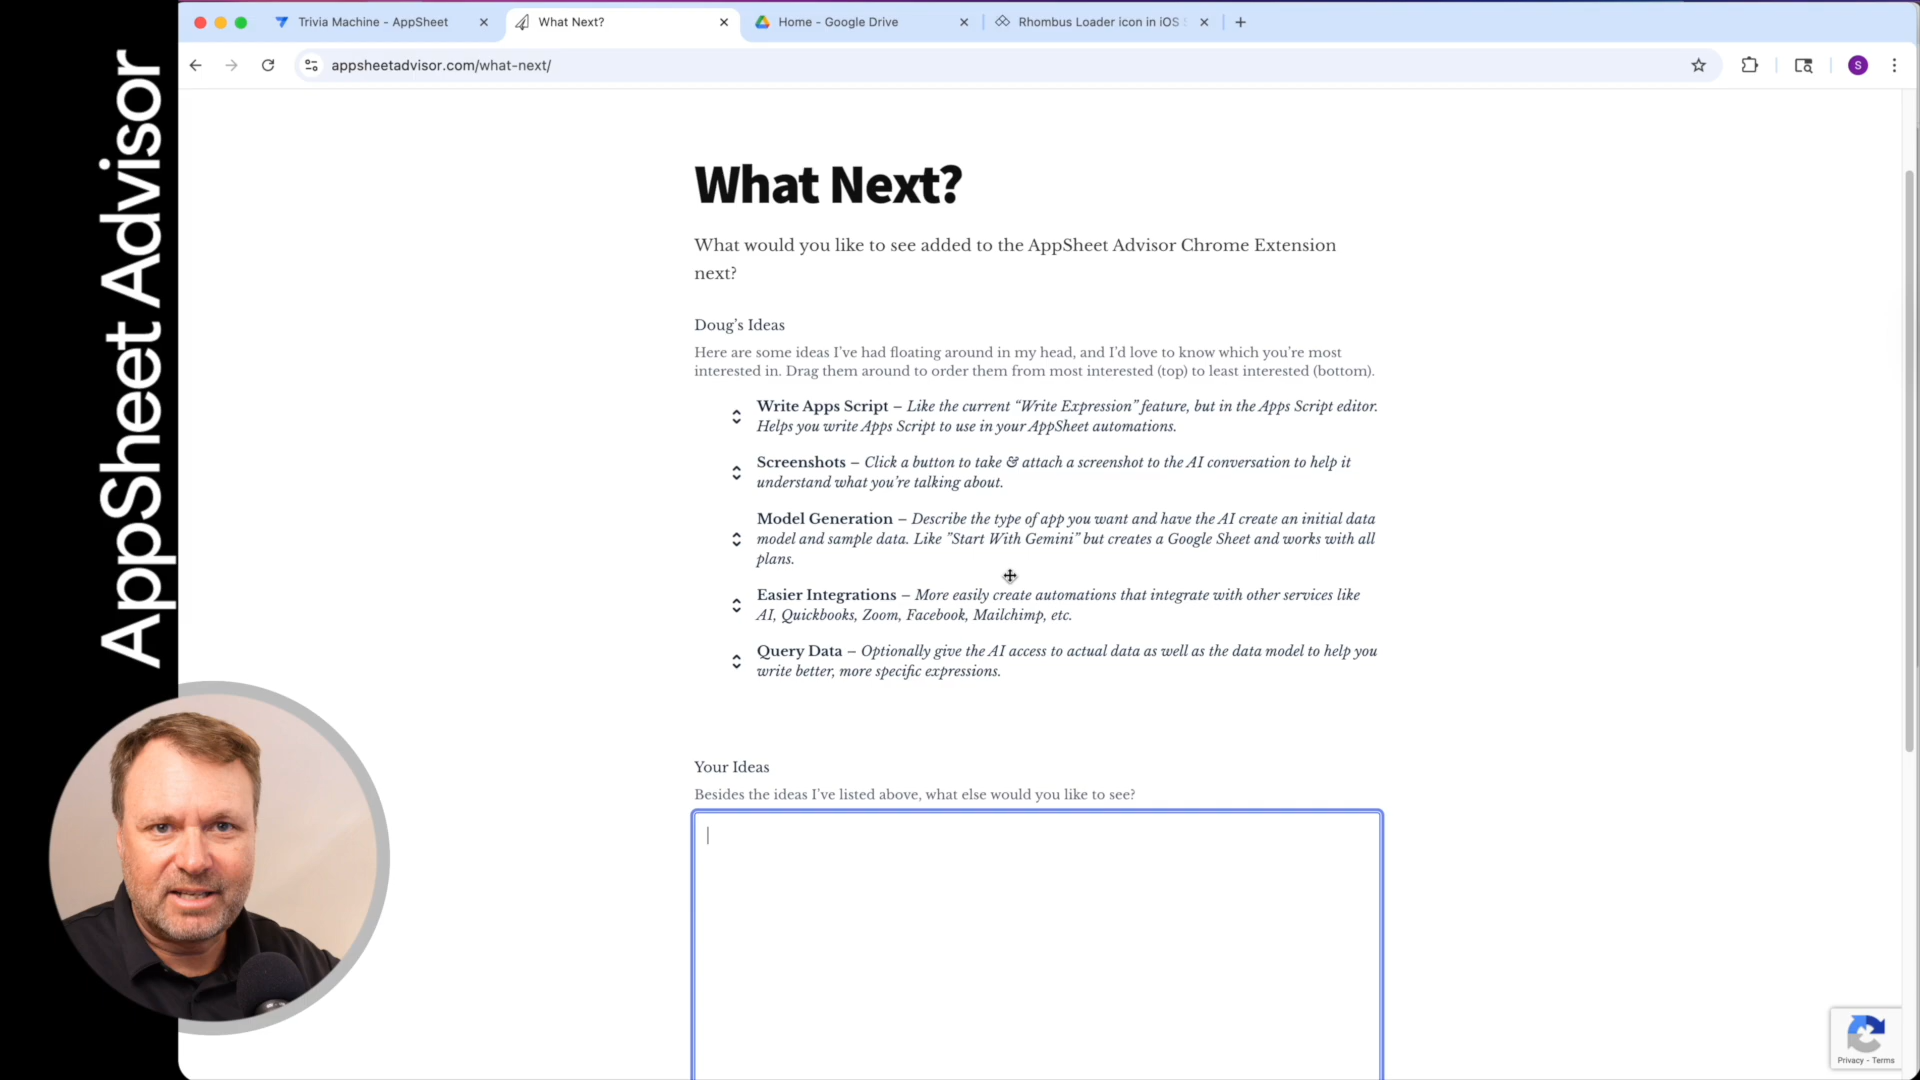 AppSheet Advisor
Trivia Machine - AppSheet
What Next?
Home - Google Drive
Rhombus Loader icon in iOS
appsheetadvisor.com/what-next/
S
What Next?
What would you like to see added to the AppSheet Advisor Chrome Extension
next?
Doug’s Ideas
Here are some ideas I’ve had floating around in my head, and I’d love to know which you’re most
interested in. Drag them around to order them from most interested (top) to least interested (bottom).
Write Apps Script – Like the current “Write Expression” feature, but in the Apps Script editor.
Helps you write Apps Script to use in your AppSheet automations.
Screenshots – Click a button to take & attach a screenshot to the AI conversation to help it
understand what you’re talking about.
Model Generation – Describe the type of app you want and have the AI create an initial data
model and sample data. Like ”Start With Gemini” but creates a Google Sheet and works with all
plans.
Easier Integrations – More easily create automations that integrate with other services like
AI, Quickbooks, Zoom, Facebook, Mailchimp, etc.
Query Data – Optionally give the AI access to actual data as well as the data model to help you
write better, more specific expressions.
Your Ideas
Besides the ideas I’ve listed above, what else would you like to see?
Privacy - Terms